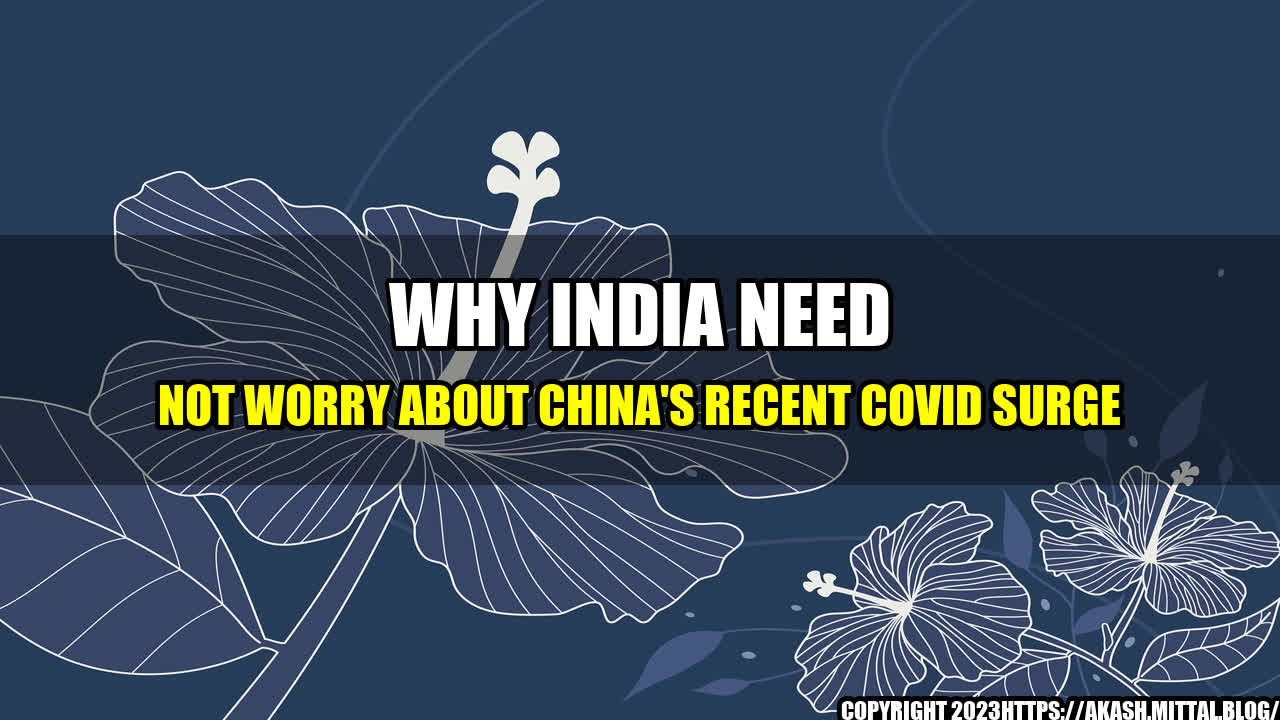 WHY INDIA NEED
NOT WORRY ABOUT CHINA'S RECENT COVID SURGE
COPYRIGHT 2023HTTPS://AKASH.MITTAL.BLOG/